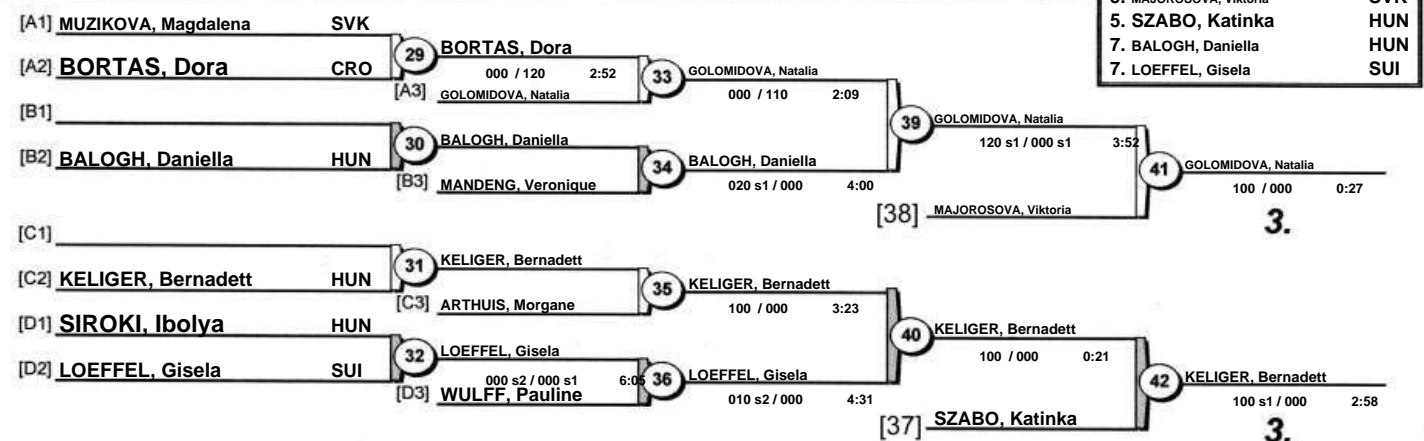 MAJOROSOVA, Viktoria SVK
5. SZABO, Katinka HUN
7. BALOGH, Daniella HUN
7. LOEFFEL, Gisela SUI
[A1] MUZIKOVA, Magdalena SVK
29 BORTAS, Dora
[A2] BORTAS, Dora CRO
000 / 120 2:52
33 GOLOMIDOVA, Natalia
[A3] GOLOMIDOVA, Natalia
000 / 110 2:09
[B1]
39 GOLOMIDOVA, Natalia
30 BALOGH, Daniella
120 s1 / 000 s1 3:52
[B2] BALOGH, Daniella HUN
34 BALOGH, Daniella
41 GOLOMIDOVA, Natalia
[B3] MANDENG, Veronique
020 s1 / 000 4:00
100 / 000 0:27
[38] MAJOROSOVA, Viktoria
3.
[C1]
31 KELIGER, Bernadett
[C2] KELIGER, Bernadett HUN
35 KELIGER, Bernadett
[C3] ARTHUIS, Morgane
100 / 000 3:23
[D1] SIROKI, Ibolya HUN
40 KELIGER, Bernadett
32 LOEFFEL, Gisela
100 / 000 0:21
[D2] LOEFFEL, Gisela SUI
000 s2 / 000 s1 6:05
36 LOEFFEL, Gisela
42 KELIGER, Bernadett
[D3] WULFF, Pauline
010 s2 / 000 4:31
100 s1 / 000 2:58
[37] SZABO, Katinka
3.